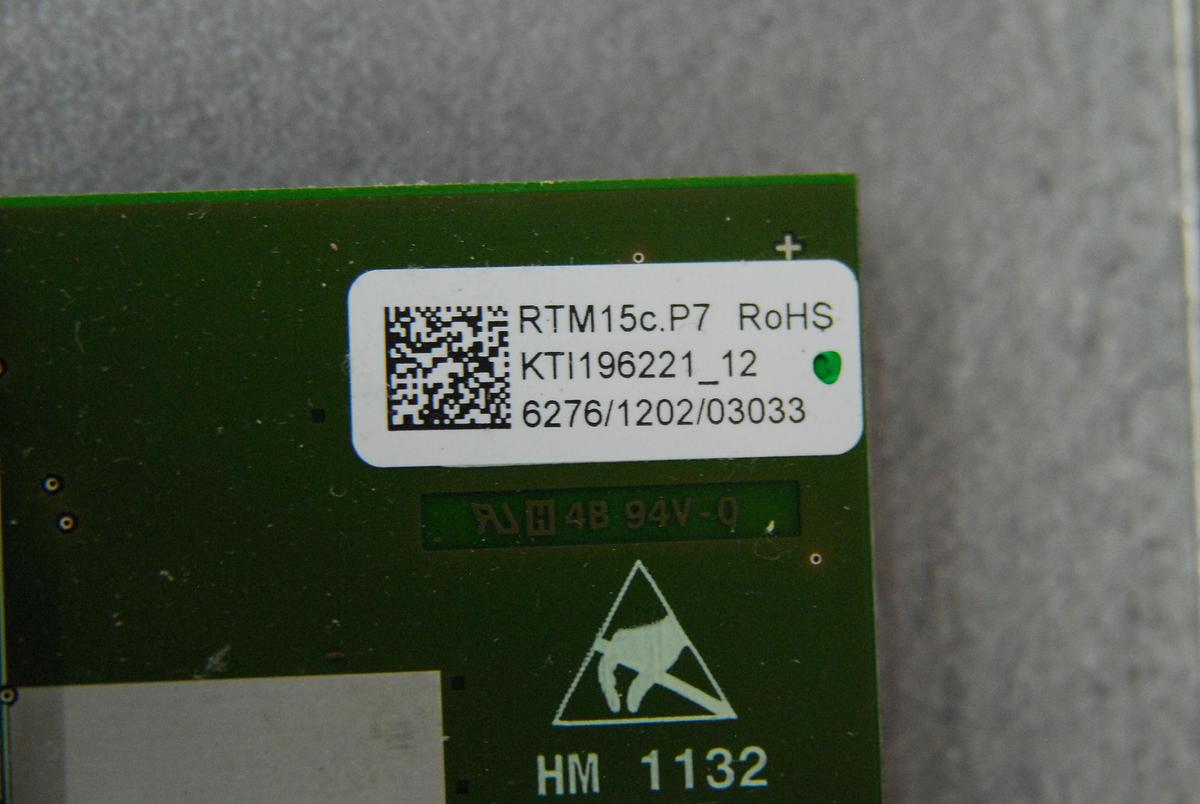 RTM15c.P7 RoHS
KTI196221_12
6276/1202/03033
H 4B 94V-0
HM 1132